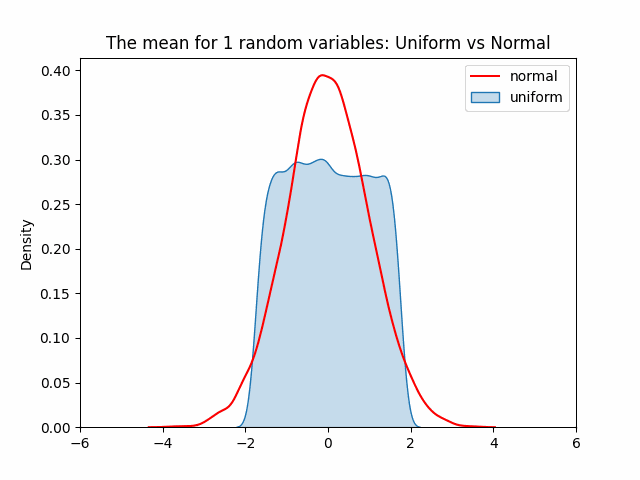 The mean for 1 random variables: Uniform vs Normal
normal
uniform
Density
0.40
0.35
0.30
0.25
0.20
0.15
0.10
0.05
0.00
−6 −4 −2 0 2 4 6